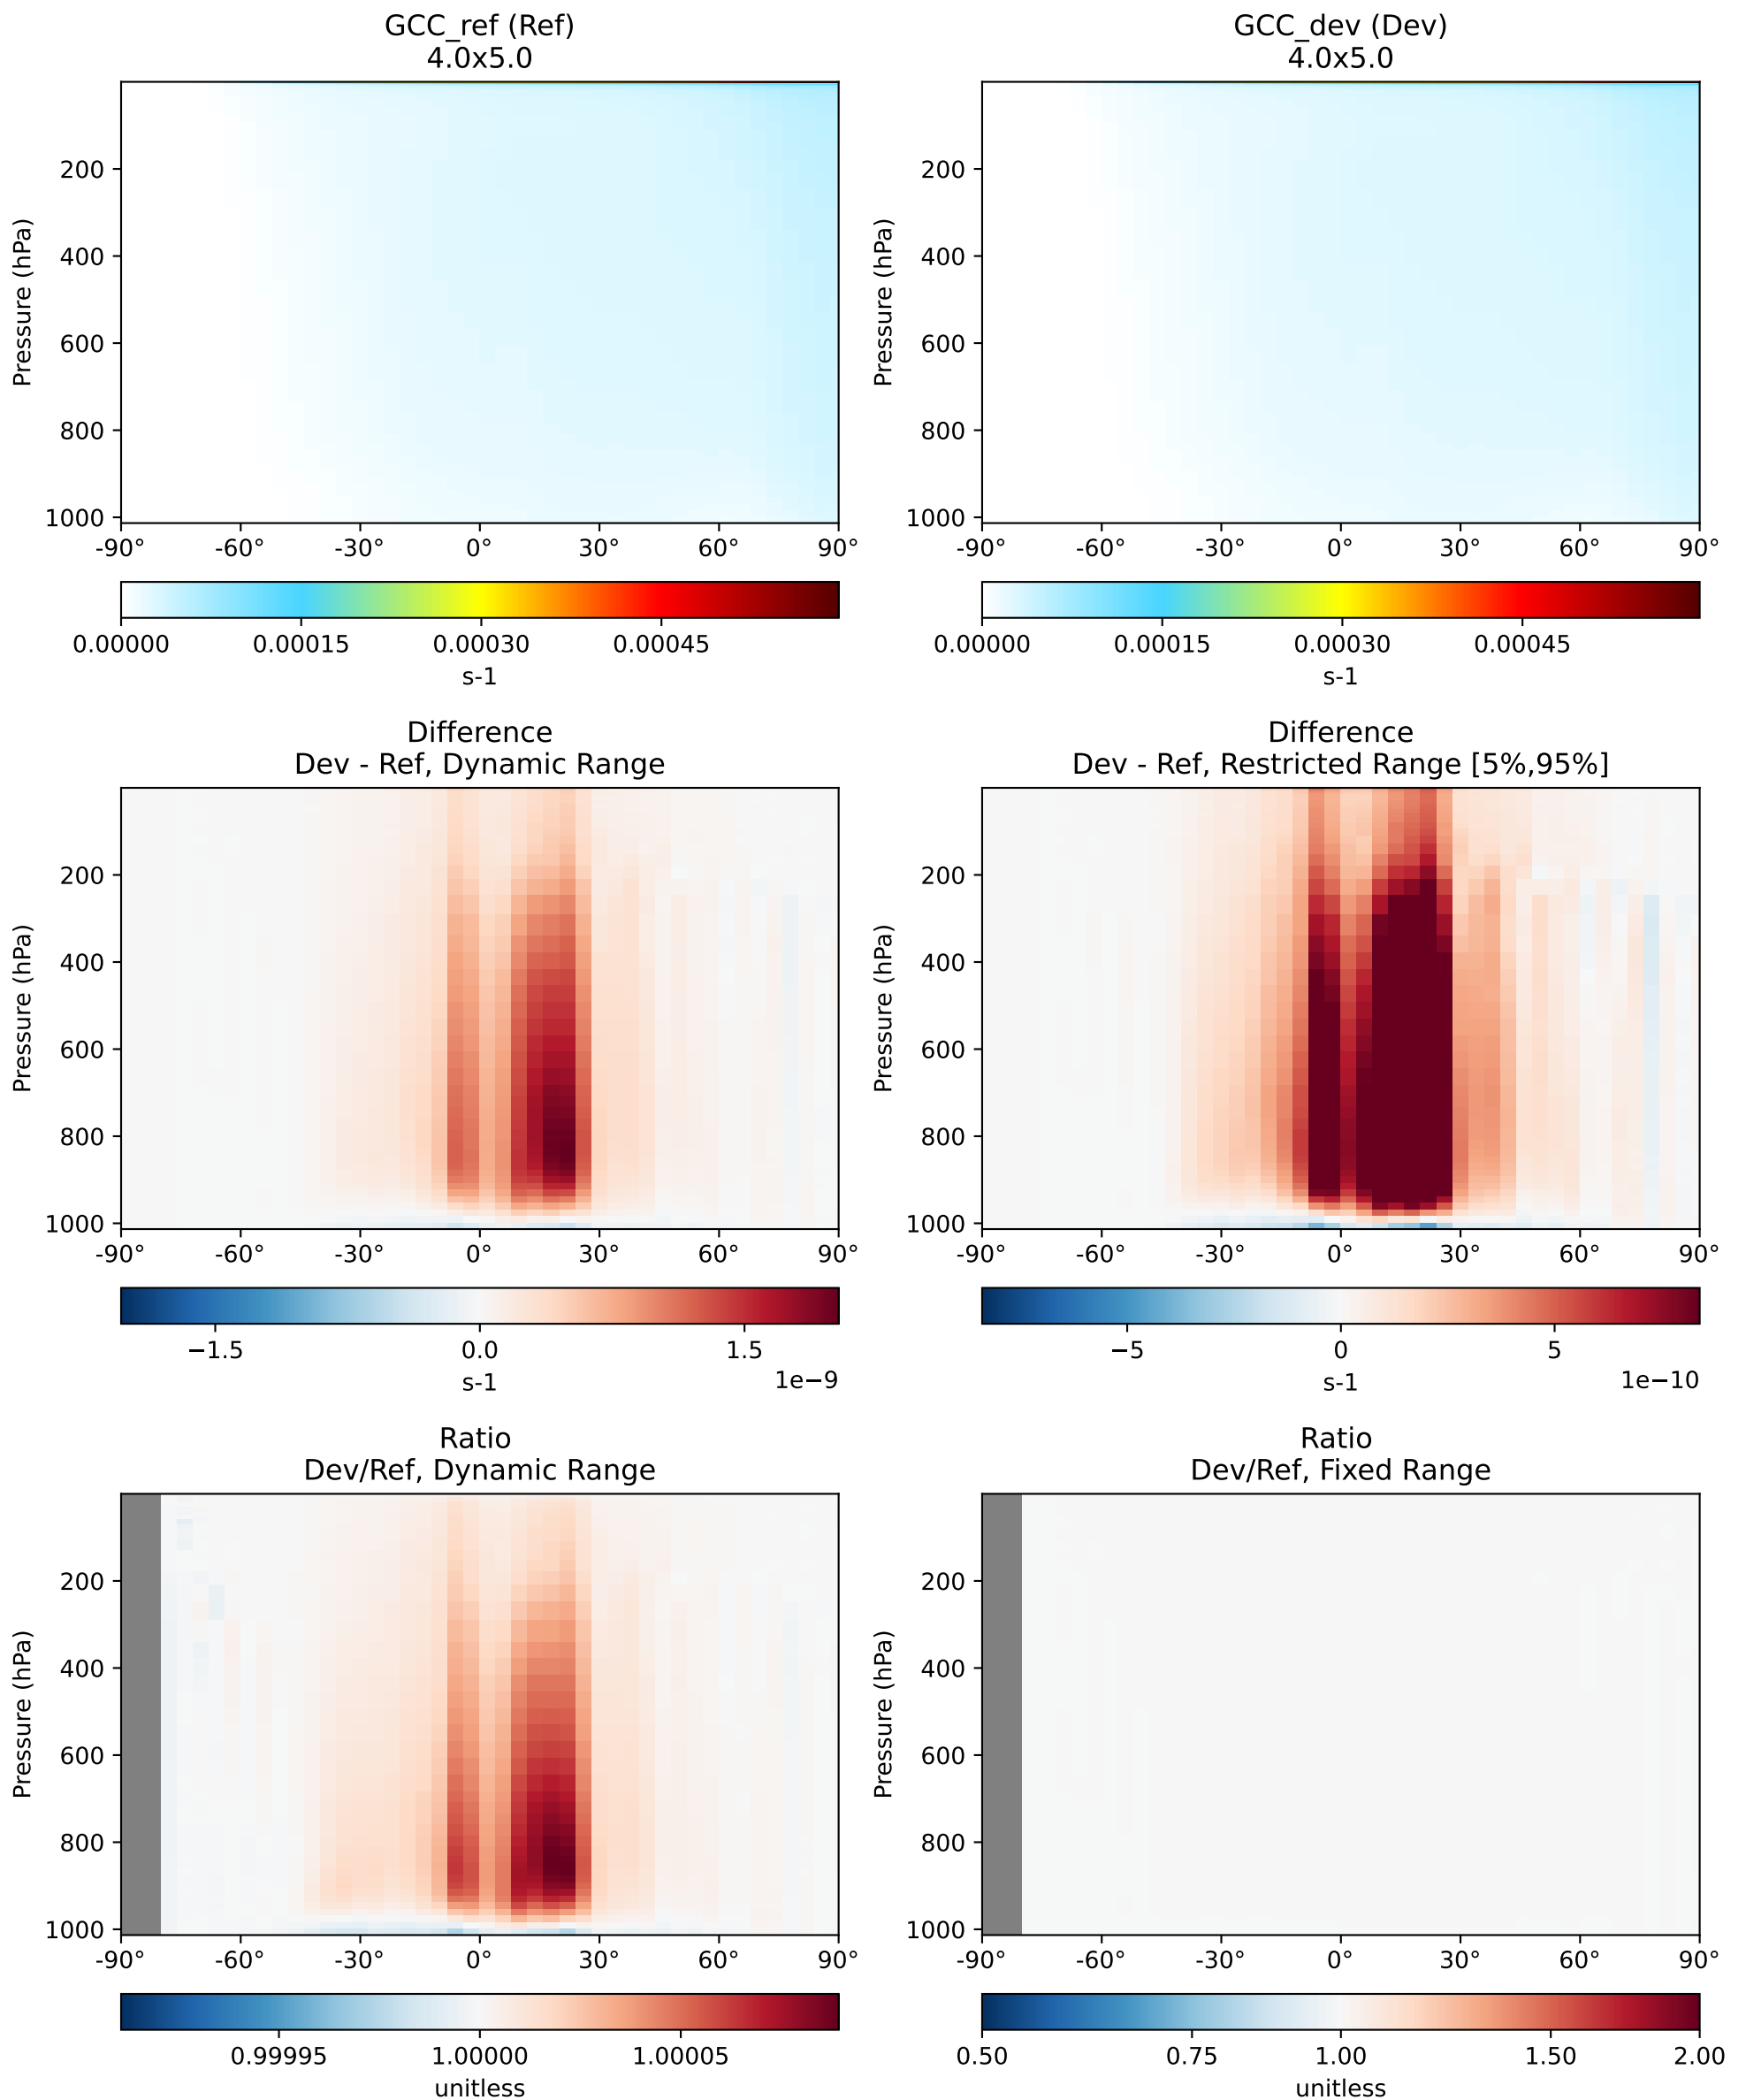 GCC_ref (Ref)
4.0x5.0
Pressure (hPa)
200
400
600
800
1000
-90° -60° -30° 0° 30° 60° 90°
0.00000 0.00015 0.00030 0.00045
s-1
GCC_dev (Dev)
4.0x5.0
Pressure (hPa)
200
400
600
800
1000
-90° -60° -30° 0° 30° 60° 90°
0.00000 0.00015 0.00030 0.00045
s-1
Difference
Dev - Ref, Dynamic Range
Pressure (hPa)
200
400
600
800
1000
-90° -60° -30° 0° 30° 60° 90°
−1.5 0.0 1.5
s-1
1e−9
Difference
Dev - Ref, Restricted Range [5%,95%]
Pressure (hPa)
200
400
600
800
1000
-90° -60° -30° 0° 30° 60° 90°
−5 0 5
s-1
1e−10
Ratio
Dev/Ref, Dynamic Range
Pressure (hPa)
200
400
600
800
1000
-90° -60° -30° 0° 30° 60° 90°
0.99995 1.00000 1.00005
unitless
Ratio
Dev/Ref, Fixed Range
Pressure (hPa)
200
400
600
800
1000
-90° -60° -30° 0° 30° 60° 90°
0.50 0.75 1.00 1.50 2.00
unitless